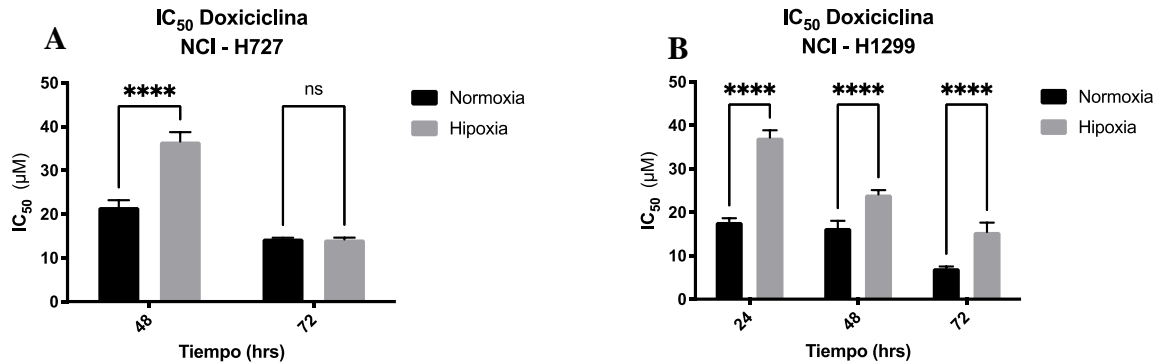 A
IC50 Doxiciclina
NCI - H727
50
40
30
20
10
0
IC50 (µM)
****
ns
48
72
Tiempo (hrs)
Normoxia
Hipoxia
B
IC50 Doxiciclina
NCI - H1299
50
40
30
20
10
0
IC50 (µM)
****
****
****
24
48
72
Tiempo (hrs)
Normoxia
Hipoxia